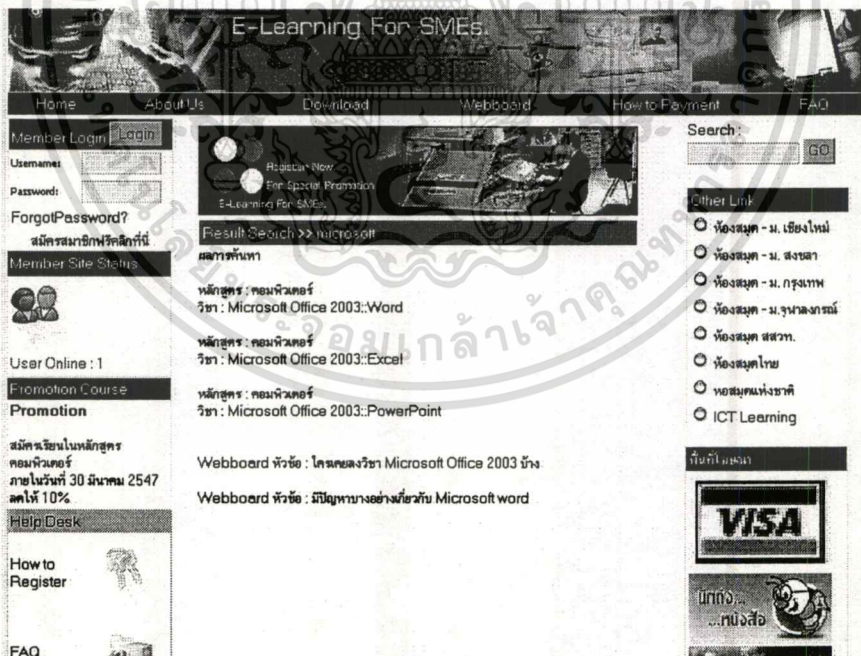 E-Learning For SMEs.
Home About Us Download Webboard How to Payment FAQ
Member Login Login
Username:
Password:
ForgotPassword?
สมัครสมาชิกฟรีคลิกที่นี่
Member Site Status
User Online : 1
Promotion Course
Promotion
สมัครเรียนในหลักสูตร
คอมพิวเตอร์
ภายในวันที่ 30 มีนาคม 2547
ลดให้ 10%
Help Desk
How to
Register
FAQ
Register Now
For Special Promotion
E-Learning For SMEs.
Result Search >> microsoft
ผลการค้นหา
หลักสูตร : คอมพิวเตอร์
วิชา : Microsoft Office 2003::Word
หลักสูตร : คอมพิวเตอร์
วิชา : Microsoft Office 2003::Excel
หลักสูตร : คอมพิวเตอร์
วิชา : Microsoft Office 2003::PowerPoint
Webboard หัวข้อ : ใครเคยลงวิชา Microsoft Office 2003 บ้าง
Webboard หัวข้อ : มีปัญหาบางอย่างเกี่ยวกับ Microsoft word
Search :
GO
Other Link
ห้องสมุด - ม. เชียงใหม่
ห้องสมุด - ม. สงขลา
ห้องสมุด - ม. กรุงเทพ
ห้องสมุด - ม.จุฬาลงกรณ์
ห้องสมุด สสวท.
ห้องสมุดไทย
หอสมุดแห่งชาติ
ICT Learning
พื้นที่โฆษณา
VISA
นึกถึง...
...หนังสือ